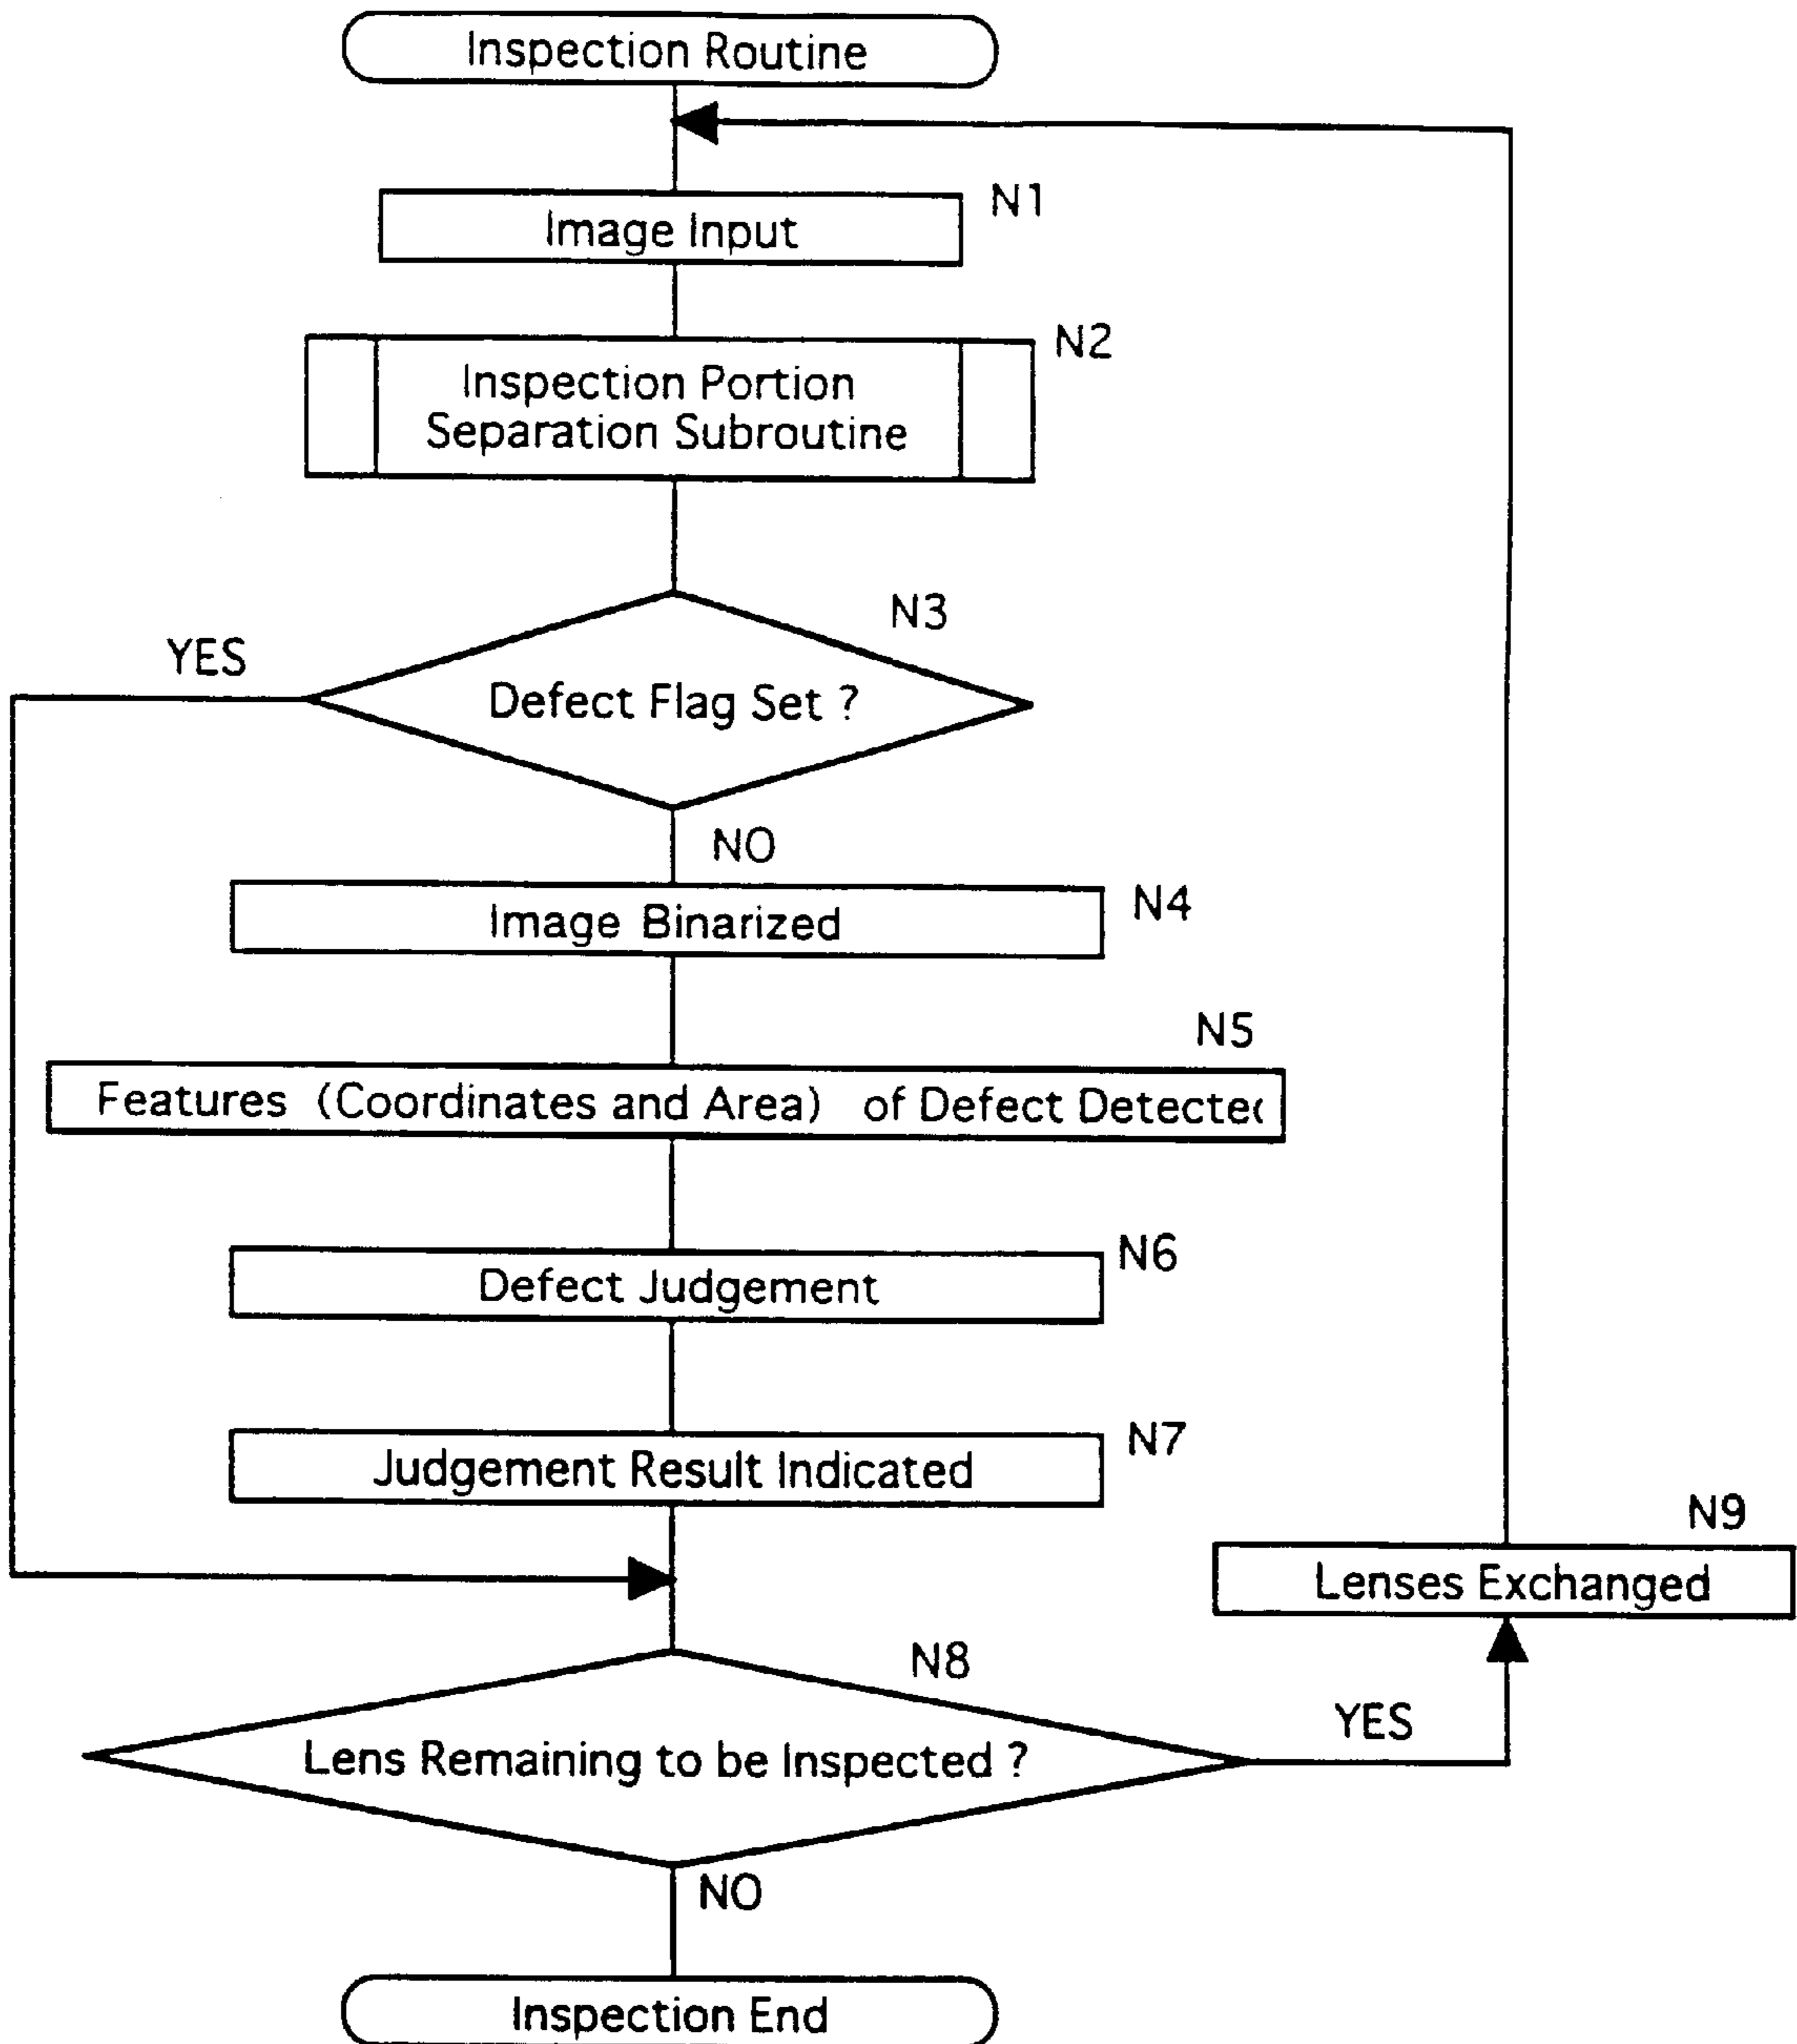 Inspection Routine
N1
Image Input
N2
Inspection Portion
Separation Subroutine
N3
YES
Defect Flag Set ?
NO
N4
Image Binarized
N5
Features (Coordinates and Area) of Defect Detected
N6
Defect Judgement
N7
Judgement Result Indicated
N9
Lenses Exchanged
N8
YES
Lens Remaining to be Inspected ?
NO
Inspection End